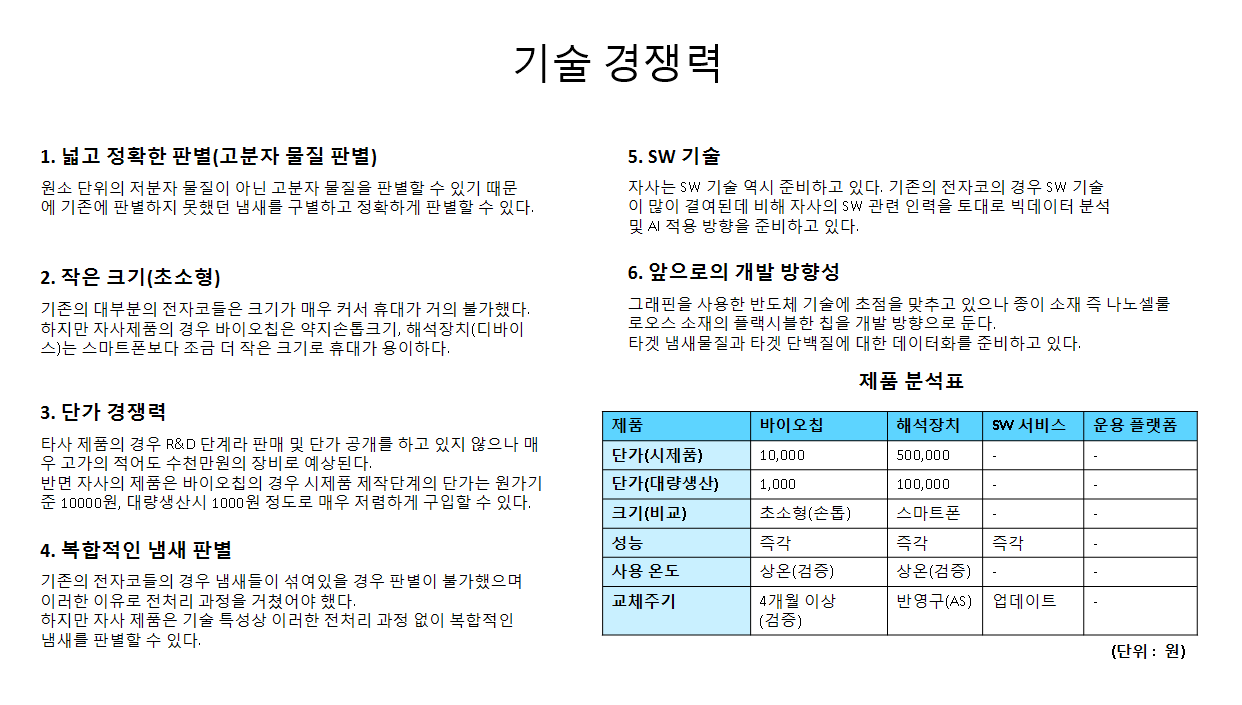 기술 경쟁력
1. 넓고 정확한 판별(고분자 물질 판별)
원소 단위의 저분자 물질이 아닌 고분자 물질을 판별할 수 있기 때문
에 기존에 판별하지 못했던 냄새를 구별하고 정확하게 판별할 수 있다.
2. 작은 크기(초소형)
기존의 대부분의 전자코들은 크기가 매우 커서 휴대가 거의 불가했다.
하지만 자사제품의 경우 바이오칩은 약지손톱크기, 해석장치(디바이
스)는 스마트폰보다 조금 더 작은 크기로 휴대가 용이하다.
3. 단가 경쟁력
타사 제품의 경우 R&D 단계라 판매 및 단가 공개를 하고 있지 않으나 매
우 고가의 적어도 수천만원의 장비로 예상된다.
반면 자사의 제품은 바이오칩의 경우 시제품 제작단계의 단가는 원가기
준 10000원, 대량생산시 1000원 정도로 매우 저렴하게 구입할 수 있다.
4. 복합적인 냄새 판별
기존의 전자코들의 경우 냄새들이 섞여있을 경우 판별이 불가했으며
이러한 이유로 전처리 과정을 거쳤어야 했다.
하지만 자사 제품은 기술 특성상 이러한 전처리 과정 없이 복합적인
냄새를 판별할 수 있다.
5. SW 기술
자사는 SW 기술 역시 준비하고 있다. 기존의 전자코의 경우 SW 기술
이 많이 결여된데 비해 자사의 SW 관련 인력을 토대로 빅데이터 분석
및 AI 적용 방향을 준비하고 있다.
6. 앞으로의 개발 방향성
그래핀을 사용한 반도체 기술에 초점을 맞추고 있으나 종이 소재 즉 나노셀룰
로오스 소재의 플랙시블한 칩을 개발 방향으로 둔다.
타겟 냄새물질과 타겟 단백질에 대한 데이터화를 준비하고 있다.
제품 분석표
제품 바이오칩 해석장치 SW 서비스 운용 플랫폼
단가(시제품) 10,000 500,000 - -
단가(대량생산) 1,000 100,000 - -
크기(비교) 초소형(손톱) 스마트폰 - -
성능 즉각 즉각 즉각 -
사용 온도 상온(검증) 상온(검증) - -
교체주기 4개월 이상 반영구(AS) 업데이트 -
(검증)
(단위 : 원)